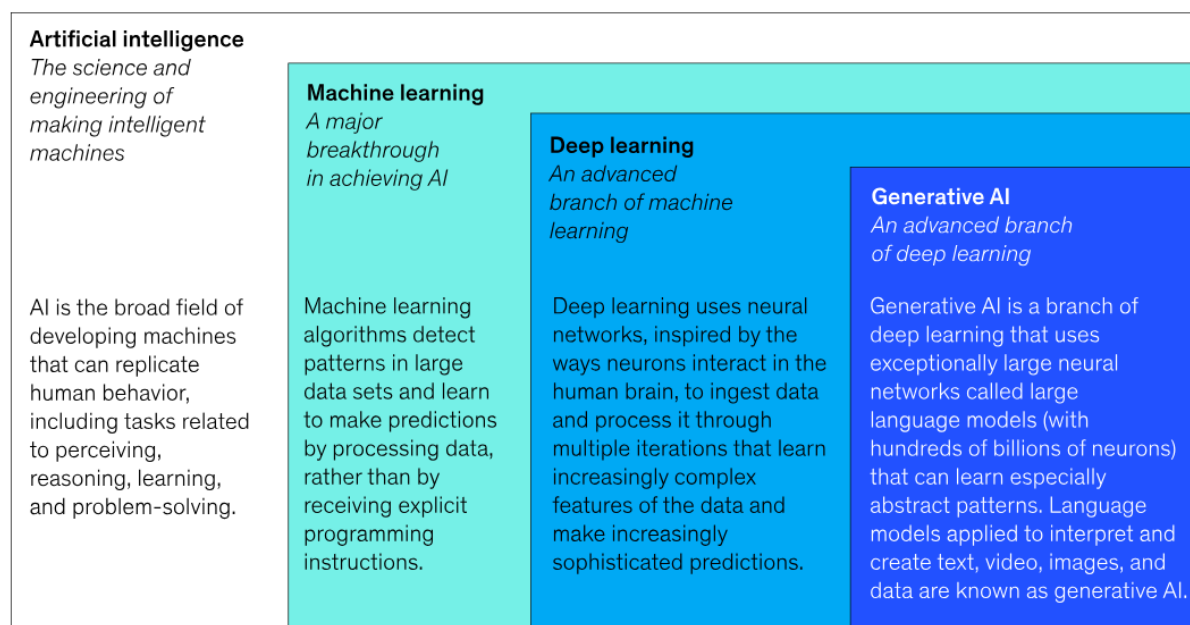 Artificial intelligence
The science and
engineering of
making intelligent
machines
AI is the broad field of
developing machines
that can replicate
human behavior,
including tasks related
to perceiving,
reasoning, learning,
and problem-solving.
Machine learning
A major
breakthrough
in achieving AI
Machine learning
algorithms detect
patterns in large
data sets and learn
to make predictions
by processing data,
rather than by
receiving explicit
programming
instructions.
Deep learning
An advanced
branch of machine
learning
Deep learning uses neural
networks, inspired by the
ways neurons interact in the
human brain, to ingest data
and process it through
multiple iterations that learn
increasingly complex
features of the data and
make increasingly
sophisticated predictions.
Generative AI
An advanced branch
of deep learning
Generative AI is a branch of
deep learning that uses
exceptionally large neural
networks called large
language models (with
hundreds of billions of neurons)
that can learn especially
abstract patterns. Language
models applied to interpret and
create text, video, images, and
data are known as generative AI.